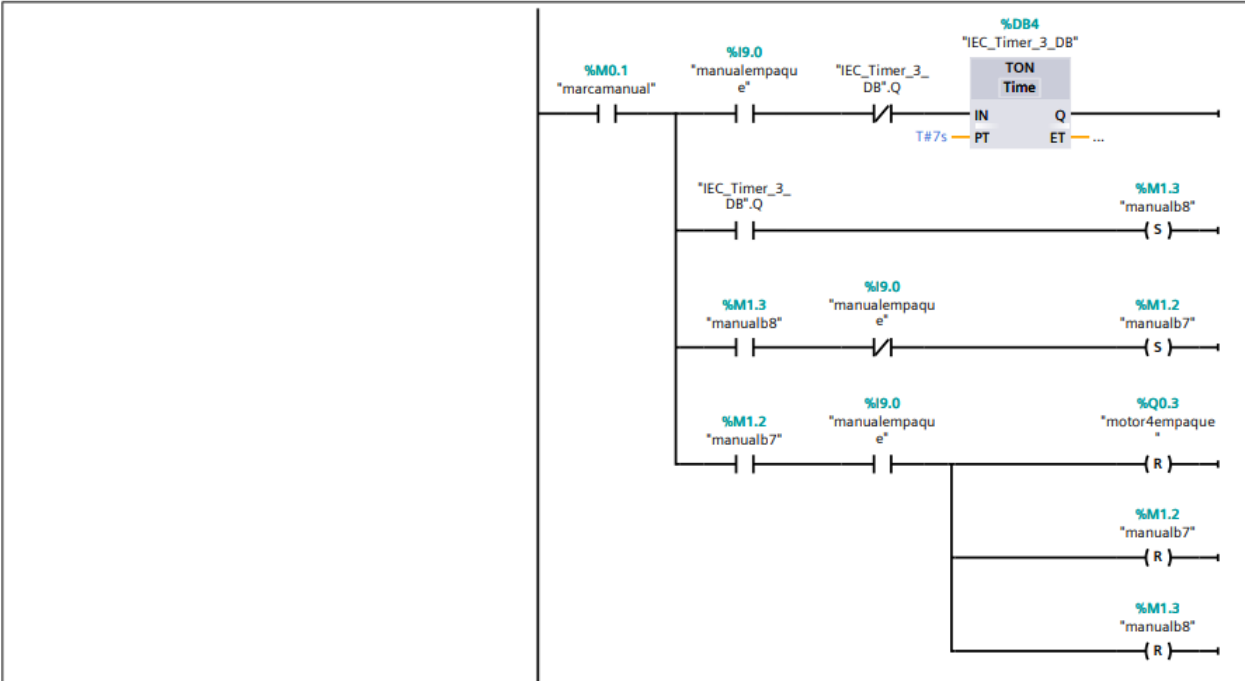 %DB4
"IEC_Timer_3_DB"
%I9.0
%M0.1
"manualempaqu
e"
"IEC_Timer_3_
DB".Q
TON
Time
"marcamanual"
IN
Q
T#7s
PT
ET
...
"IEC_Timer_3_
DB".Q
%M1.3
"manualb8"
S
%M1.3
"manualb8"
%I9.0
"manualempaqu
e"
%M1.2
"manualb7"
S
%M1.2
"manualb7"
%I9.0
"manualempaqu
e"
%Q0.3
"motor4empaque
"
R
%M1.2
"manualb7"
R
%M1.3
"manualb8"
R